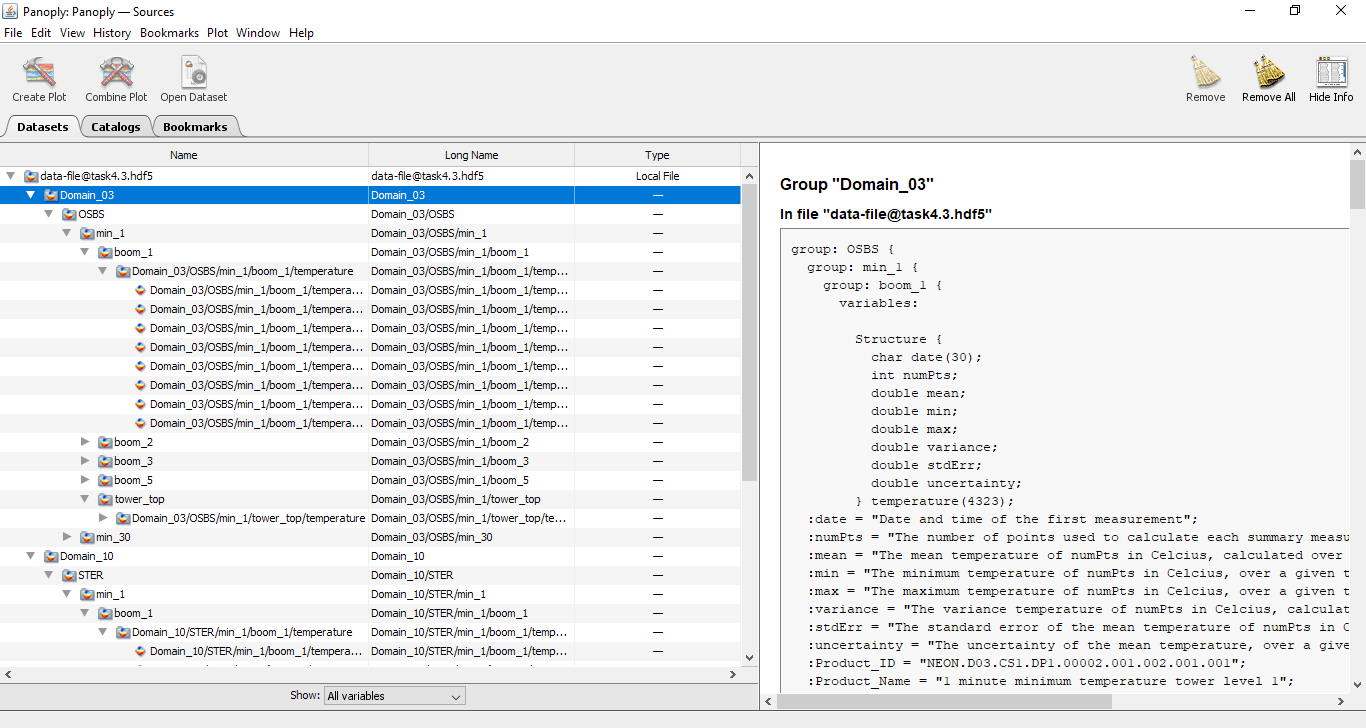 Panoply: Panoply — Sources
File Edit View History Bookmarks Plot Window Help
Create Plot Combine Plot Open Dataset Remove Remove All Hide Info
Datasets Catalogs Bookmarks
Name Long Name Type
data-file@task4.3.hdf5 data-file@task4.3.hdf5 Local File
Domain_03 Domain_03 —
OSBS Domain_03/OSBS —
min_1 Domain_03/OSBS/min_1 —
boom_1 Domain_03/OSBS/min_1/boom_1 —
Domain_03/OSBS/min_1/boom_1/temperature Domain_03/OSBS/min_1/boom_1/temp... —
Domain_03/OSBS/min_1/boom_1/tempera... Domain_03/OSBS/min_1/boom_1/temp... —
Domain_03/OSBS/min_1/boom_1/tempera... Domain_03/OSBS/min_1/boom_1/temp... —
Domain_03/OSBS/min_1/boom_1/tempera... Domain_03/OSBS/min_1/boom_1/temp... —
Domain_03/OSBS/min_1/boom_1/tempera... Domain_03/OSBS/min_1/boom_1/temp... —
Domain_03/OSBS/min_1/boom_1/tempera... Domain_03/OSBS/min_1/boom_1/temp... —
Domain_03/OSBS/min_1/boom_1/tempera... Domain_03/OSBS/min_1/boom_1/temp... —
Domain_03/OSBS/min_1/boom_1/tempera... Domain_03/OSBS/min_1/boom_1/temp... —
Domain_03/OSBS/min_1/boom_1/tempera... Domain_03/OSBS/min_1/boom_1/temp... —
boom_2 Domain_03/OSBS/min_1/boom_2 —
boom_3 Domain_03/OSBS/min_1/boom_3 —
boom_5 Domain_03/OSBS/min_1/boom_5 —
tower_top Domain_03/OSBS/min_1/tower_top —
Domain_03/OSBS/min_1/tower_top/temperature Domain_03/OSBS/min_1/tower_top/te... —
min_30 Domain_03/OSBS/min_30 —
Domain_10 Domain_10 —
STER Domain_10/STER —
min_1 Domain_10/STER/min_1 —
boom_1 Domain_10/STER/min_1/boom_1 —
Domain_10/STER/min_1/boom_1/temperature Domain_10/STER/min_1/boom_1/temp... —
Domain_10/STER/min_1/boom_1/tempera... Domain_10/STER/min_1/boom_1/temp... —
Show: All variables
Group "Domain_03"
In file "data-file@task4.3.hdf5"
group: OSBS {
group: min_1 {
group: boom_1 {
variables:
Structure {
char date(30);
int numPts;
double mean;
double min;
double max;
double variance;
double stdErr;
double uncertainty;
} temperature(4323);
:date = "Date and time of the first measurement";
:numPts = "The number of points used to calculate each summary measu
:mean = "The mean temperature of numPts in Celcius, calculated over
:min = "The minimum temperature of numPts in Celcius, over a given t
:max = "The maximum temperature of numPts in Celcius, over a given t
:variance = "The variance temperature of numPts in Celcius, calculat
:stdErr = "The standard error of the mean temperature of numPts in C
:uncertainty = "The uncertainty of the mean temperature, over a give
:Product_ID = "NEON.D03.CS1.DP1.00002.001.002.001.001";
:Product_Name = "1 minute minimum temperature tower level 1";